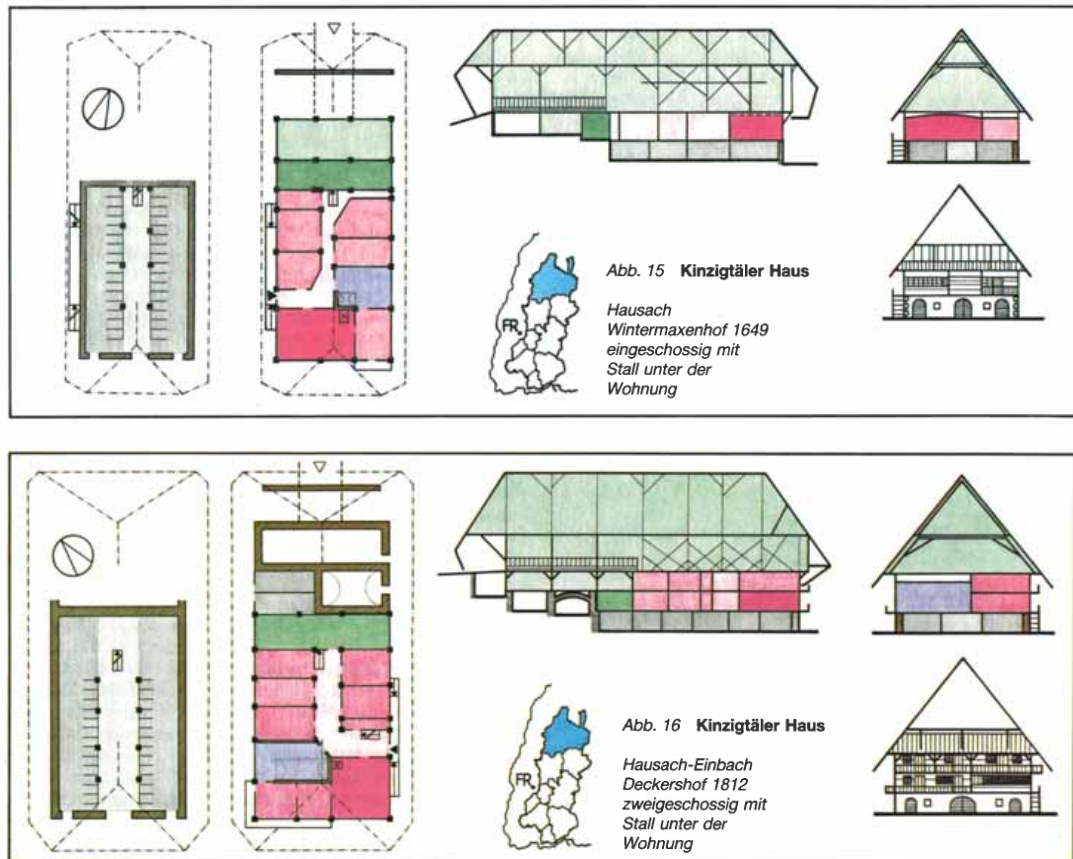 Abb. 15 Kinzigtäler Haus
Hausach
Wintermaxenhof 1649
eingeschossig mit
Stall unter der
Wohnung
FR.
Abb. 16 Kinzigtäler Haus
Hausach-Einbach
Deckershof 1812
zweigeschossig mit
Stall unter der
Wohnung
FR.